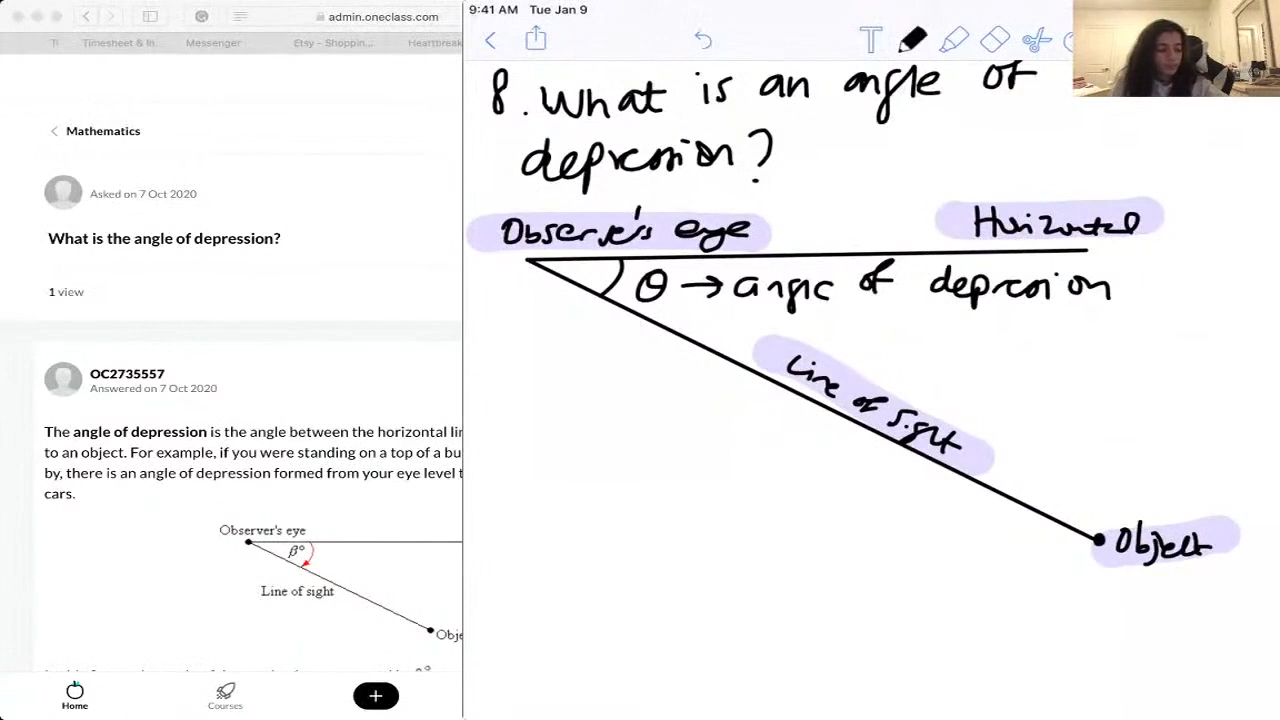 admin.oneclass.com
Timesheet & In
Messenger
Etsy - Shoppin...
Heartbreak
Mathematics
Asked on 7 Oct 2020
What is the angle of depression?
1 view
OC2735557
Answered on 7 Oct 2020
The angle of depression is the angle between the horizontal lin
to an object. For example, if you were standing on a top of a bu
by, there is an angle of depression formed from your eye level t
cars.
Observer's eye
β°
Line of sight
Obje
Home
Courses
9:41 AM Tue Jan 9
8. What is an angle of
depression?
Observer's eye
Horizontal
θ → angle of depression
Line of Sight
Object